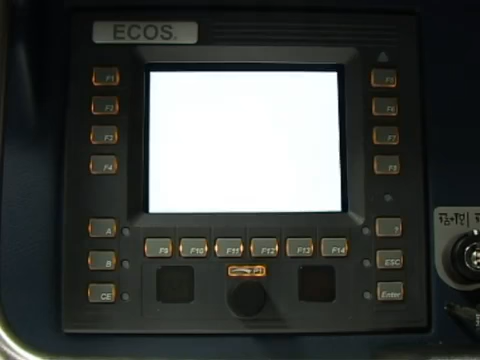 ECOS.
F1
F5
F2
F6
F3
F7
F4
F8
A
?
F9 F10 F11 F12 F13 F14
B
ESC
CE
Enter